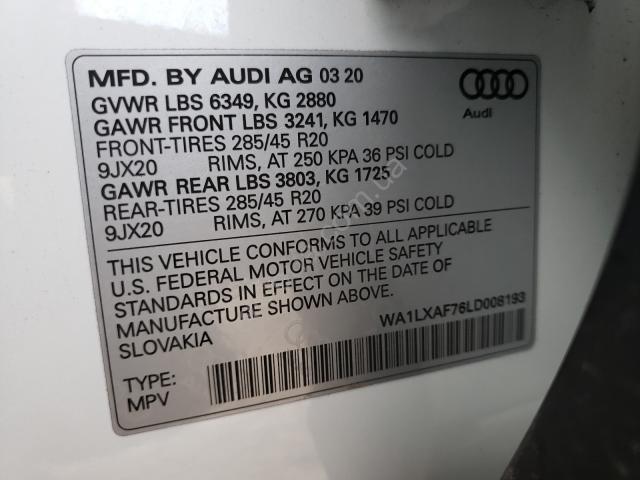 MFD. BY AUDI AG 03 20
GVWR LBS 6349, KG 2880
GAWR FRONT LBS 3241, KG 1470
FRONT-TIRES 285/45 R20
9JX20 RIMS, AT 250 KPA 36 PSI COLD
GAWR REAR LBS 3803, KG 1725
REAR-TIRES 285/45 R20
9JX20 RIMS, AT 270 KPA 39 PSI COLD
Audi
THIS VEHICLE CONFORMS TO ALL APPLICABLE
U.S. FEDERAL MOTOR VEHICLE SAFETY
STANDARDS IN EFFECT ON THE DATE OF
MANUFACTURE SHOWN ABOVE.
SLOVAKIA
WA1LXAF76LD008193
TYPE:
MPV